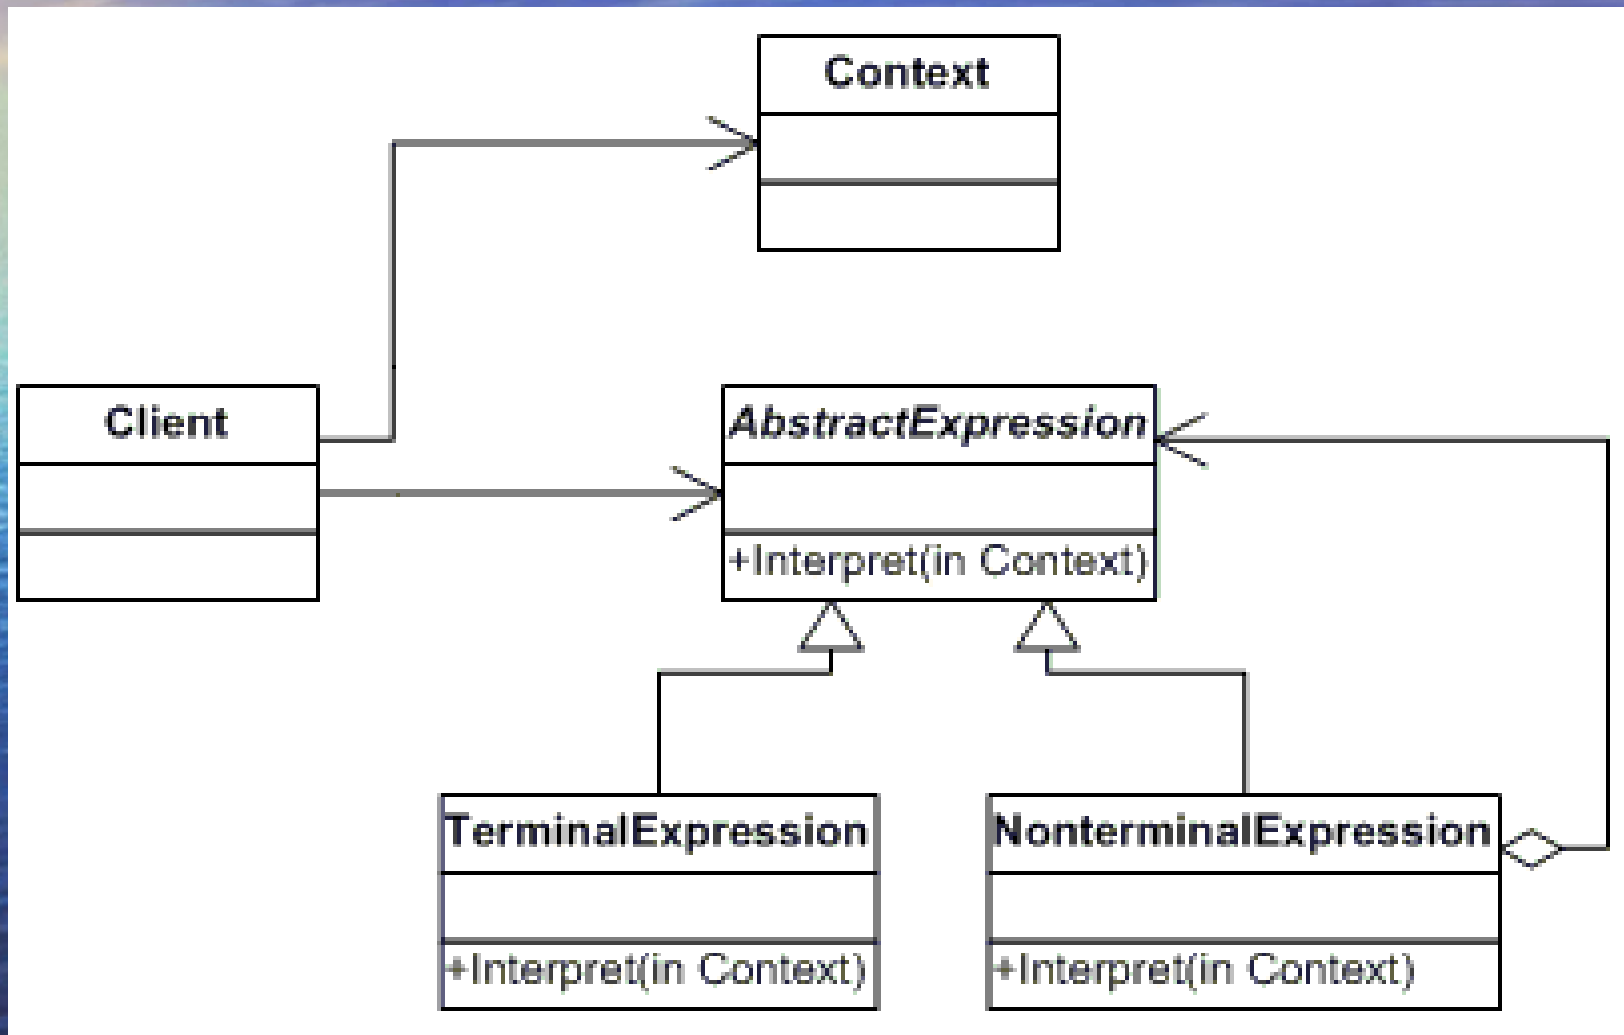 Context
Client
AbstractExpression
+Interpret(in Context)
TerminalExpression
+Interpret(in Context)
NonterminalExpression
+Interpret(in Context)